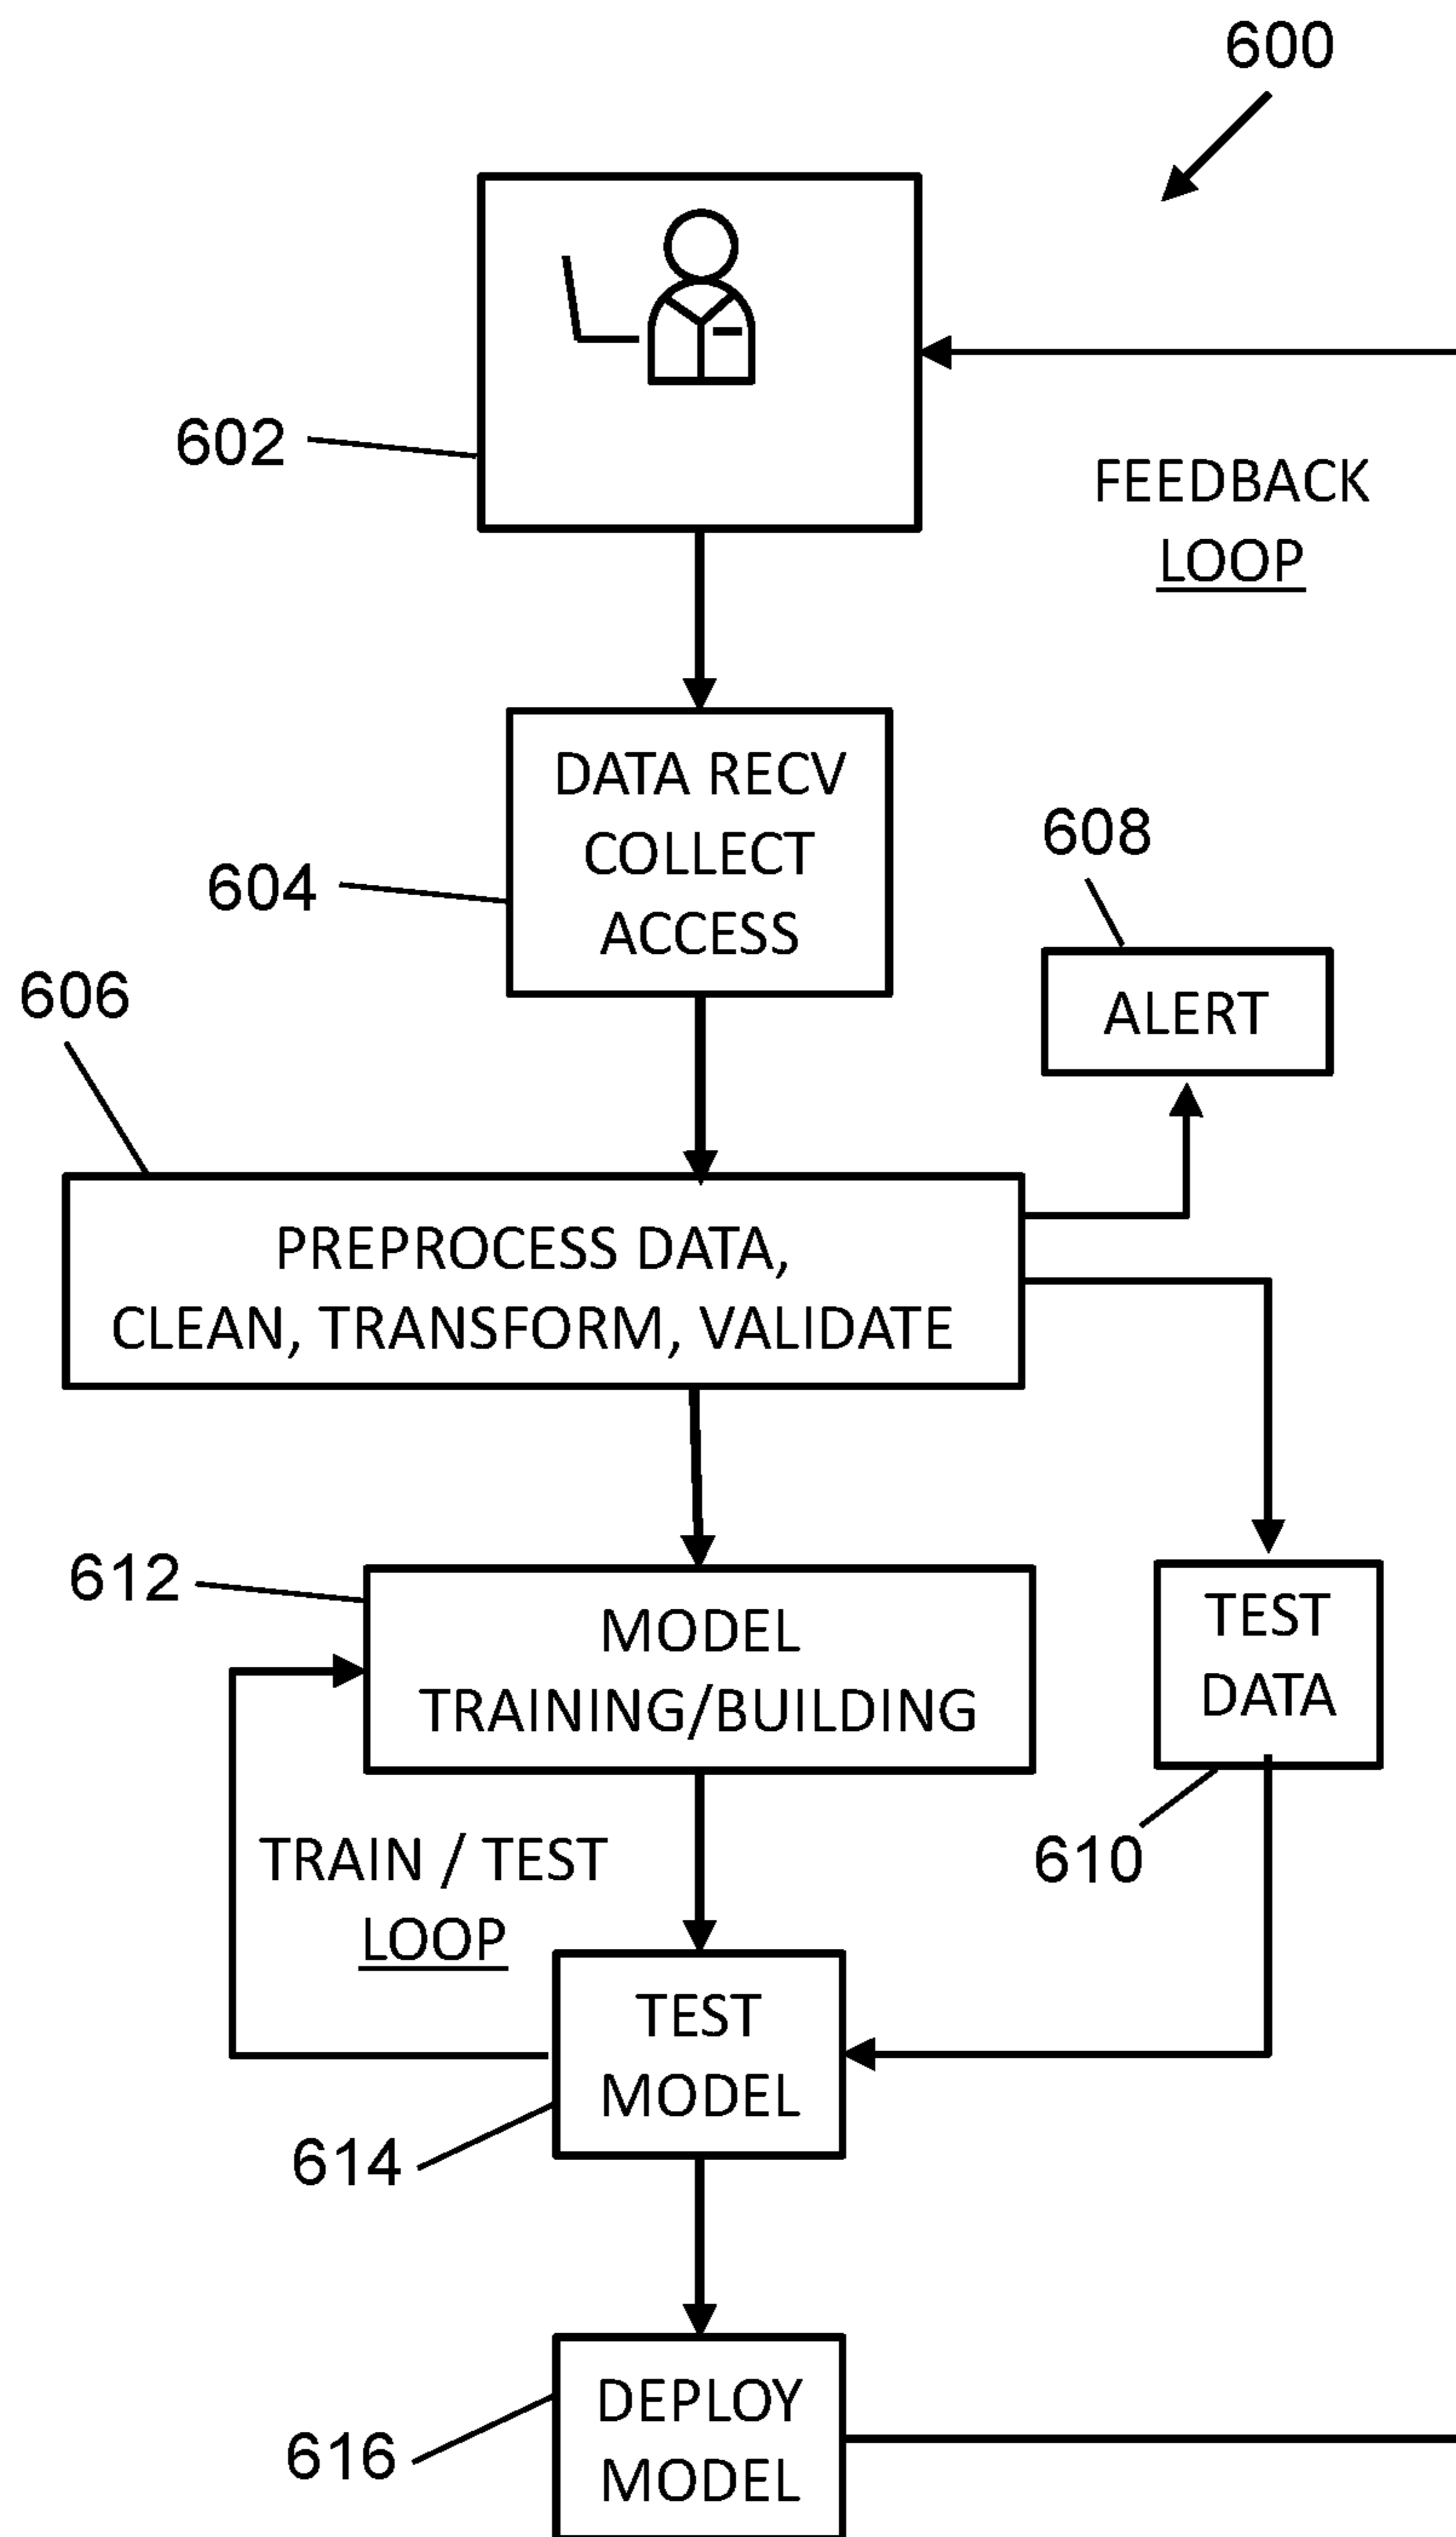 600
602
FEEDBACK
LOOP
DATA RECV
COLLECT
ACCESS
604
608
ALERT
606
PREPROCESS DATA,
CLEAN, TRANSFORM, VALIDATE
612
MODEL
TRAINING/BUILDING
TEST
DATA
610
TRAIN / TEST
LOOP
TEST
MODEL
614
DEPLOY
MODEL
616